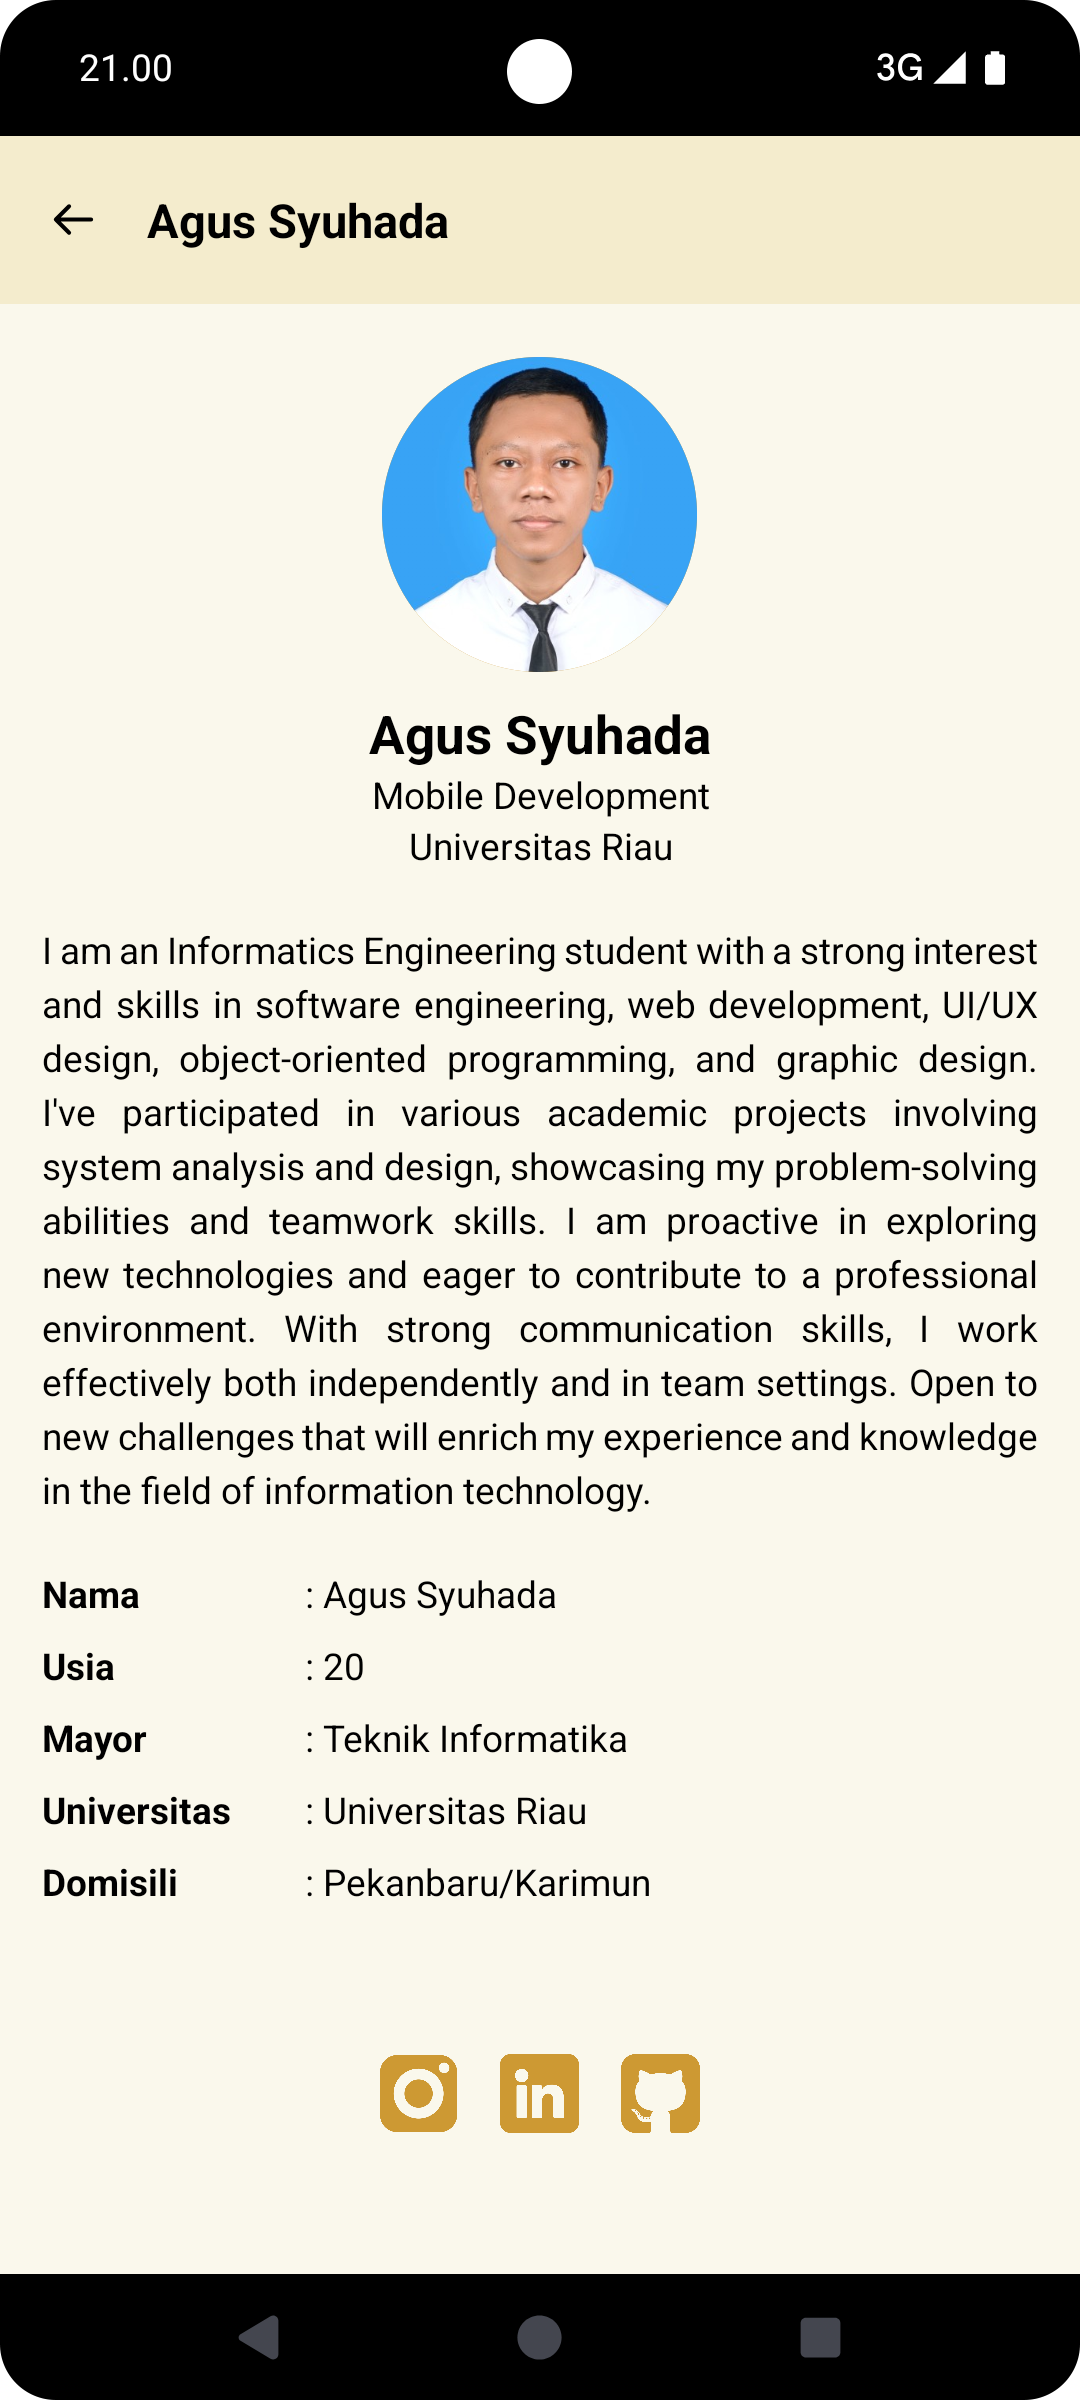 21.00
3G
Agus Syuhada
Agus Syuhada
Mobile Development
Universitas Riau
I am an Informatics Engineering student with a strong interest
and skills in software engineering, web development, UI/UX
design, object-oriented programming, and graphic design.
I've participated in various academic projects involving
system analysis and design, showcasing my problem-solving
abilities and teamwork skills. I am proactive in exploring
new technologies and eager to contribute to a professional
environment. With strong communication skills, I work
effectively both independently and in team settings. Open to
new challenges that will enrich my experience and knowledge
in the field of information technology.
Nama : Agus Syuhada
Usia : 20
Mayor : Teknik Informatika
Universitas : Universitas Riau
Domisili : Pekanbaru/Karimun
in